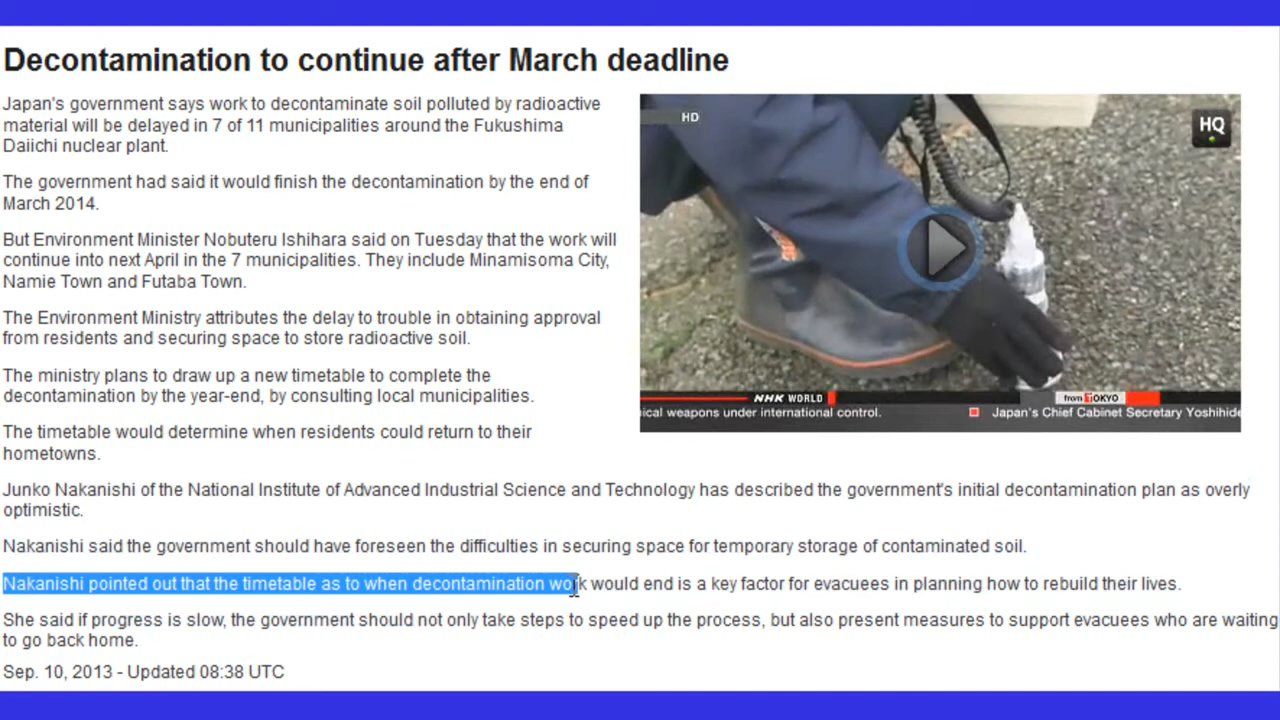 Decontamination to continue after March deadline
Japan's government says work to decontaminate soil polluted by radioactive
material will be delayed in 7 of 11 municipalities around the Fukushima
Daiichi nuclear plant.
The government had said it would finish the decontamination by the end of
March 2014.
But Environment Minister Nobuteru Ishihara said on Tuesday that the work will
continue into next April in the 7 municipalities. They include Minamisoma City,
Namie Town and Futaba Town.
The Environment Ministry attributes the delay to trouble in obtaining approval
from residents and securing space to store radioactive soil.
The ministry plans to draw up a new timetable to complete the
decontamination by the year-end, by consulting local municipalities.
The timetable would determine when residents could return to their
hometowns.
HD
HQ
NHK WORLD
from TOKYO
ical weapons under international control.
Japan's Chief Cabinet Secretary Yoshihide
Junko Nakanishi of the National Institute of Advanced Industrial Science and Technology has described the government's initial decontamination plan as overly
optimistic.
Nakanishi said the government should have foreseen the difficulties in securing space for temporary storage of contaminated soil.
Nakanishi pointed out that the timetable as to when decontamination work would end is a key factor for evacuees in planning how to rebuild their lives.
She said if progress is slow, the government should not only take steps to speed up the process, but also present measures to support evacuees who are waiting
to go back home.
Sep. 10, 2013 - Updated 08:38 UTC